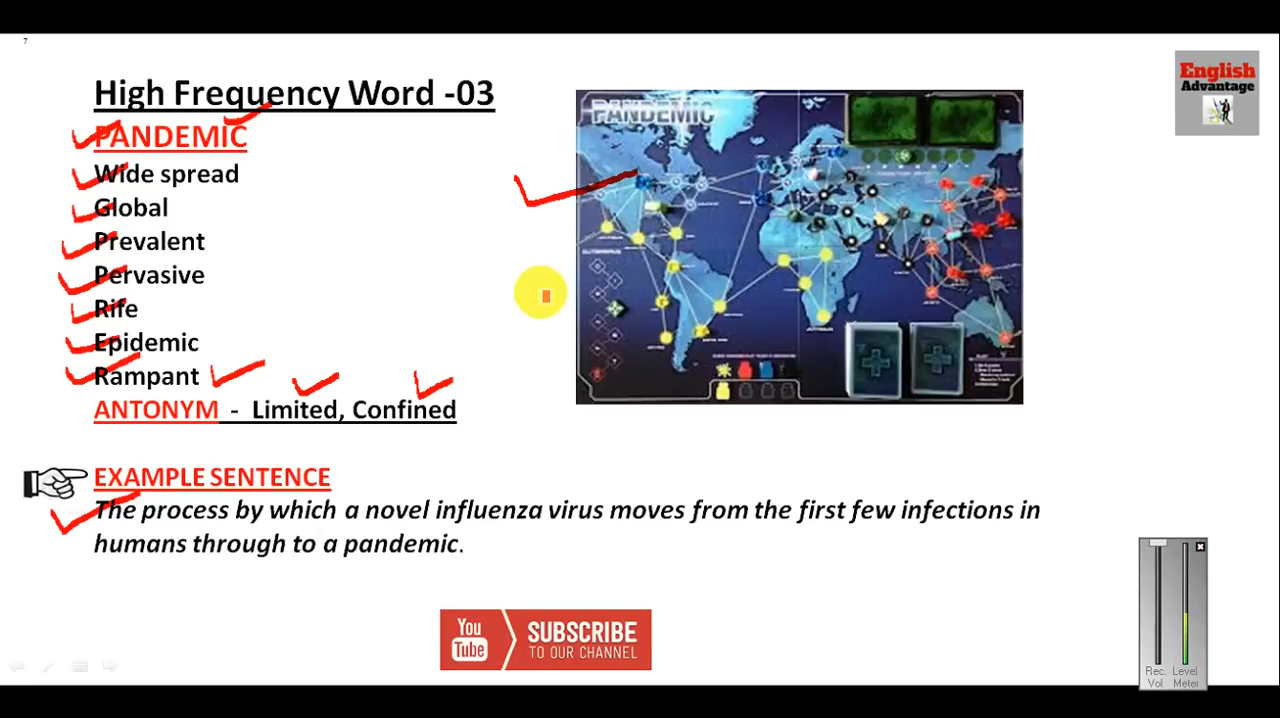 7
High Frequency Word -03
PANDEMIC
Wide spread
Global
Prevalent
Pervasive
Rife
Epidemic
Rampant
ANTONYM - Limited, Confined
EXAMPLE SENTENCE
The process by which a novel influenza virus moves from the first few infections in
humans through to a pandemic.
PANDEMIC
English
Advantage
You
Tube
SUBSCRIBE
TO OUR CHANNEL
Rec. Level
Vol Meter